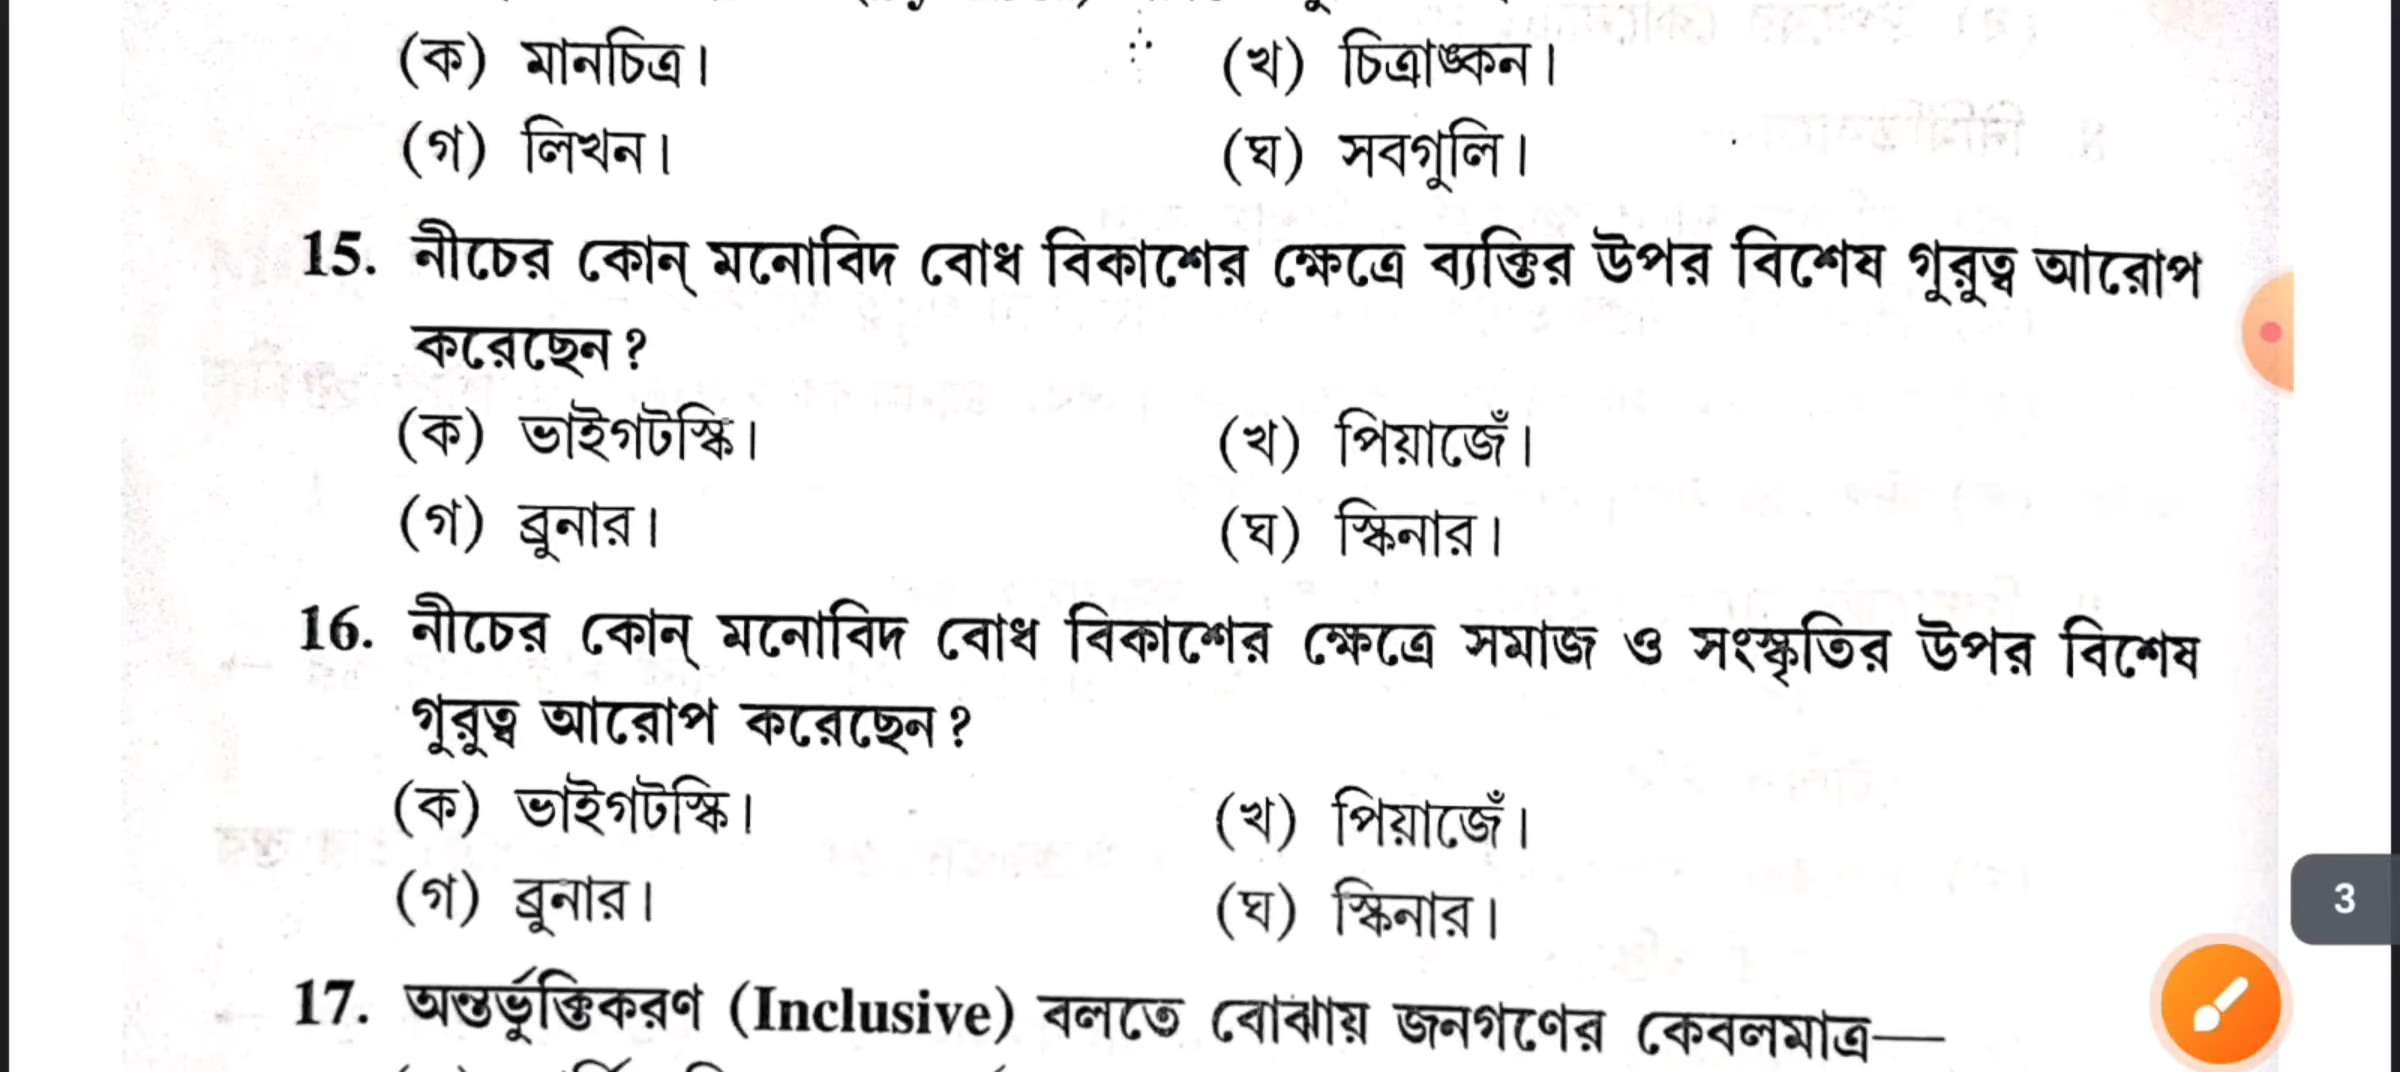 (ক) মানচিত্র।
(খ) চিত্রাঙ্কন।
(গ) লিখন।
(ঘ) সবগুলি।
15. নীচের কোন্ মনোবিদ বোধ বিকাশের ক্ষেত্রে ব্যক্তির উপর বিশেষ গুরুত্ব আরোপ
করেছেন?
(ক) ভাইগটস্কি।
(খ) পিয়াজেঁ।
(গ) ব্রুনার।
(ঘ) স্কিনার।
16. নীচের কোন্ মনোবিদ বোধ বিকাশের ক্ষেত্রে সমাজ ও সংস্কৃতির উপর বিশেষ
গুরুত্ব আরোপ করেছেন?
(ক) ভাইগটস্কি।
(খ) পিয়াজেঁ।
(গ) ব্রুনার।
(ঘ) স্কিনার।
3
17. অন্তর্ভুক্তিকরণ (Inclusive) বলতে বোঝায় জনগণের কেবলমাত্র—